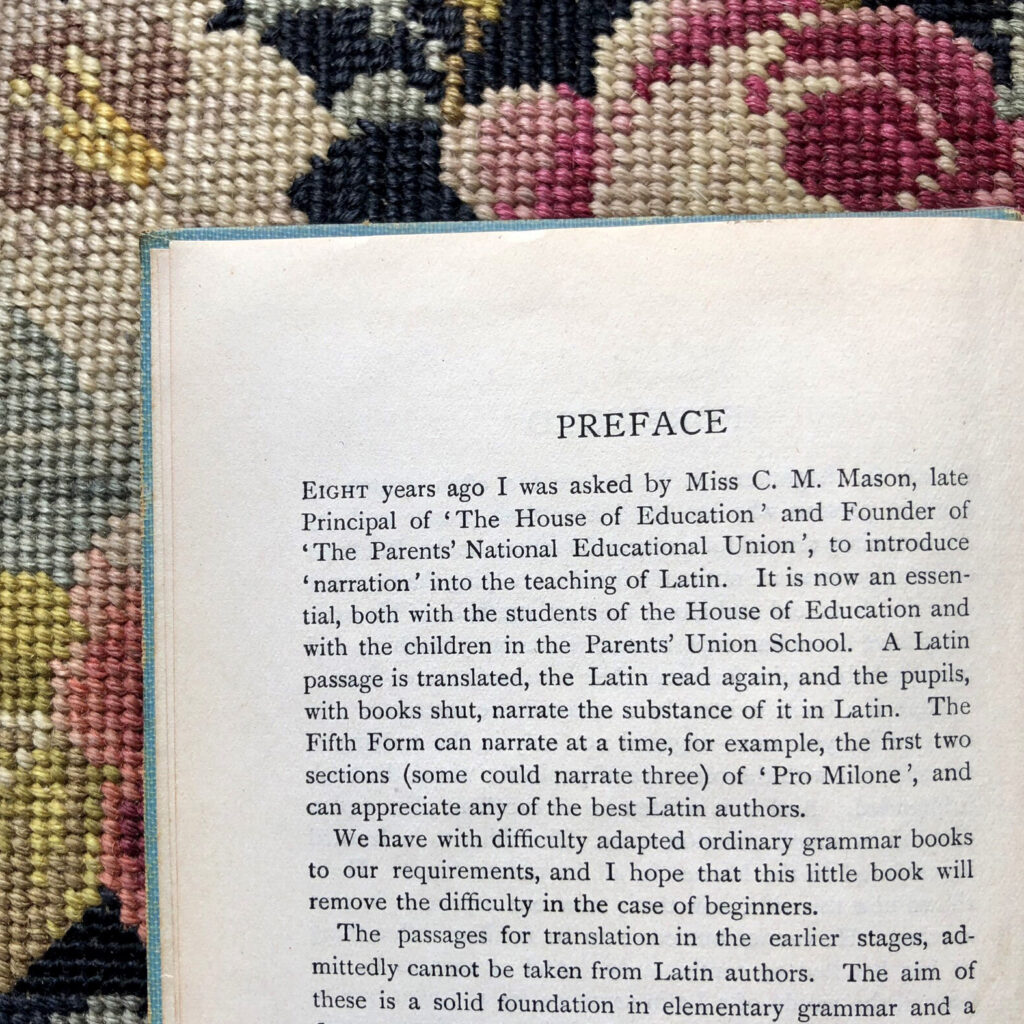 PREFACE
EIGHT years ago I was asked by Miss C. M. Mason, late
Principal of ‘The House of Education’ and Founder of
‘The Parents’ National Educational Union’, to introduce
‘narration’ into the teaching of Latin. It is now an essen-
tial, both with the students of the House of Education and
with the children in the Parents’ Union School. A Latin
passage is translated, the Latin read again, and the pupils,
with books shut, narrate the substance of it in Latin. The
Fifth Form can narrate at a time, for example, the first two
sections (some could narrate three) of ‘Pro Milone’, and
can appreciate any of the best Latin authors.
We have with difficulty adapted ordinary grammar books
to our requirements, and I hope that this little book will
remove the difficulty in the case of beginners.
The passages for translation in the earlier stages, ad-
mittedly cannot be taken from Latin authors. The aim of
these is a solid foundation in elementary grammar and a